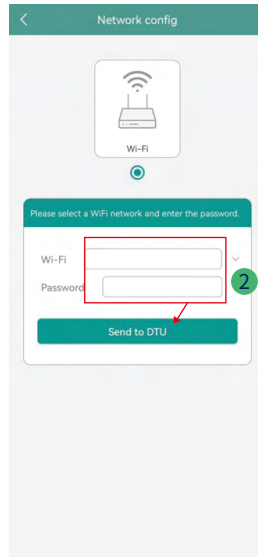 Network config
Wi-Fi
Please select a WiFi network and enter the password.
Wi-Fi
Password
2
Send to DTU